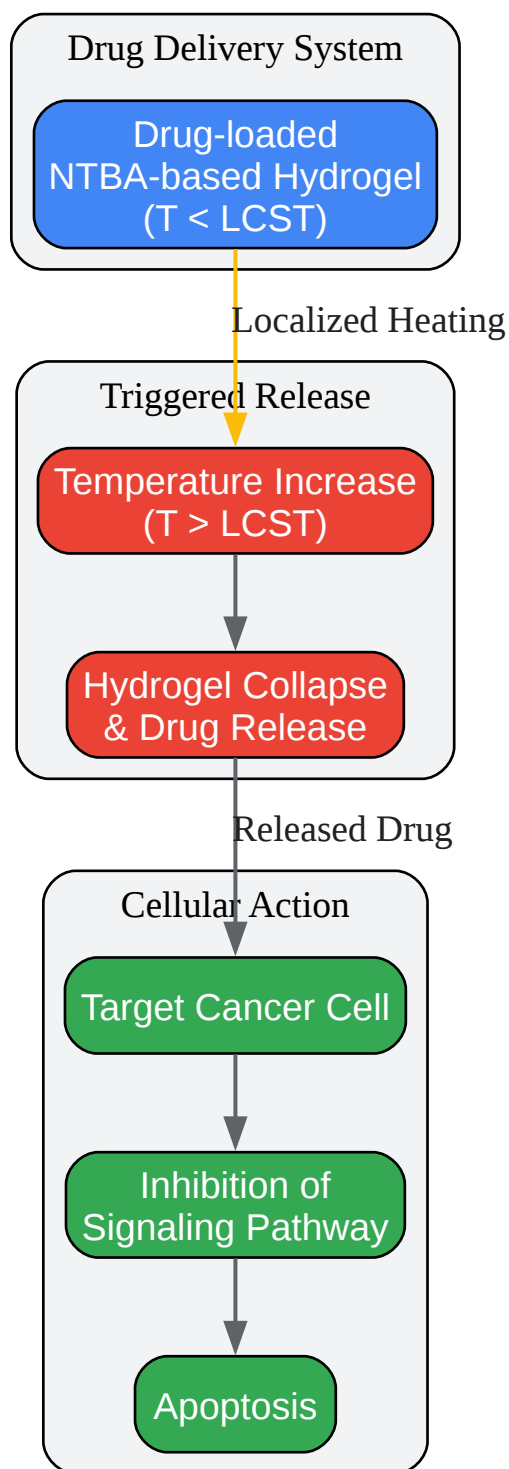 Drug Delivery System
Drug-loaded
NTBA-based Hydrogel
(T < LCST)
Localized Heating
Triggered Release
Temperature Increase
(T > LCST)
Hydrogel Collapse
& Drug Release
Released Drug
Cellular Action
Target Cancer Cell
Inhibition of
Signaling Pathway
Apoptosis